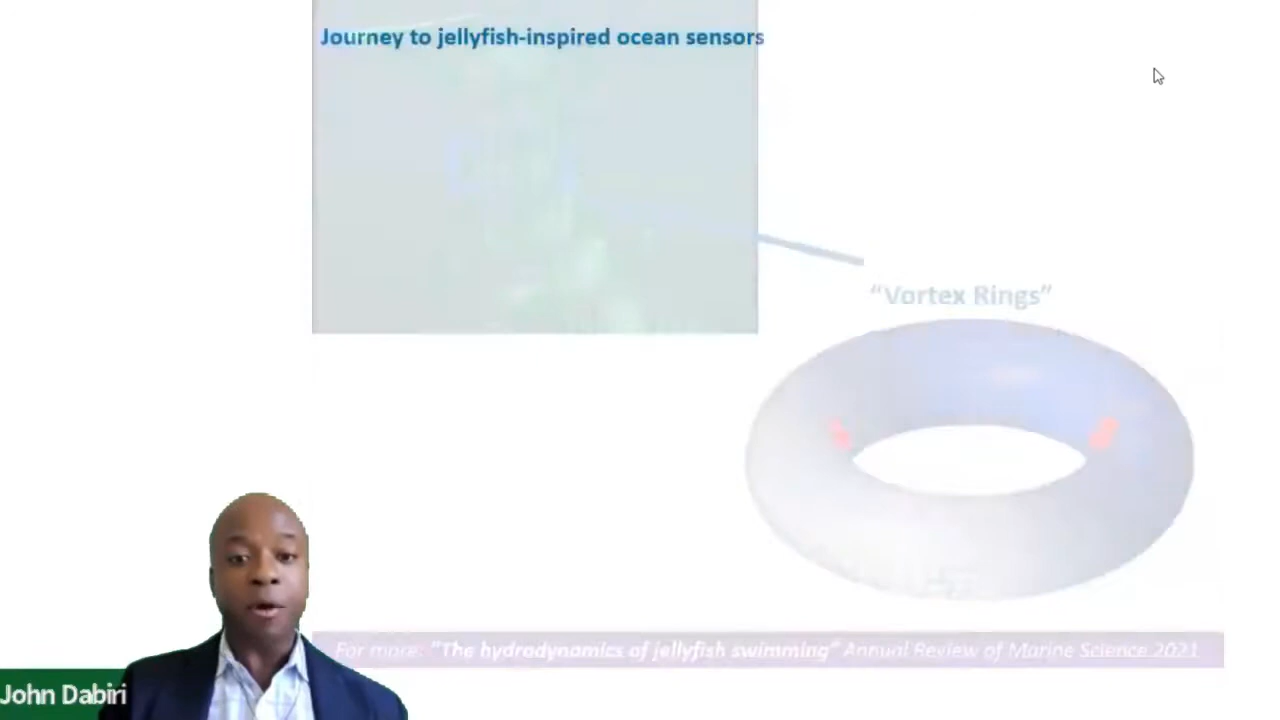 Journey to jellyfish-inspired ocean sensors
“Vortex Rings”
For more: “The hydrodynamics of jellyfish swimming” Annual Review of Marine Science 2021
John Dabiri